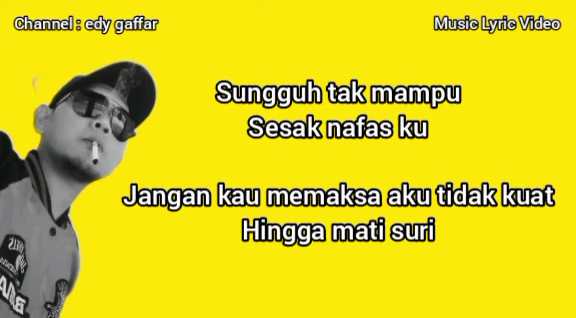 Channel : edy gaffar
Music Lyric Video
Sungguh tak mampu
Sesak nafas ku
Jangan kau memaksa aku tidak kuat
Hingga mati suri